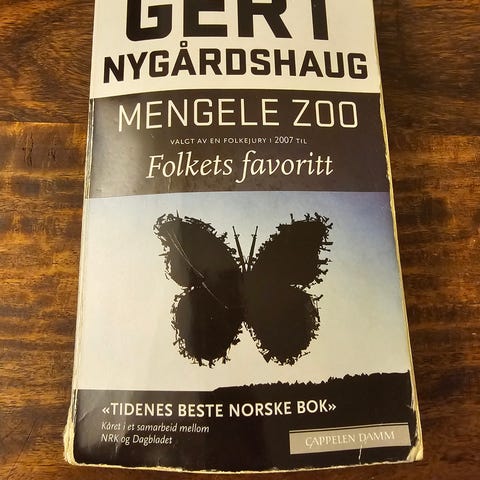 GERT
NYGÅRDSHAUG
MENGELE ZOO
VALGT AV EN FOLKEJURY I 2007 TIL
Folkets favoritt
«TIDENES BESTE NORSKE BOK»
Kåret i et samarbeid mellom
NRK og Dagbladet
CAPPELEN DAMM